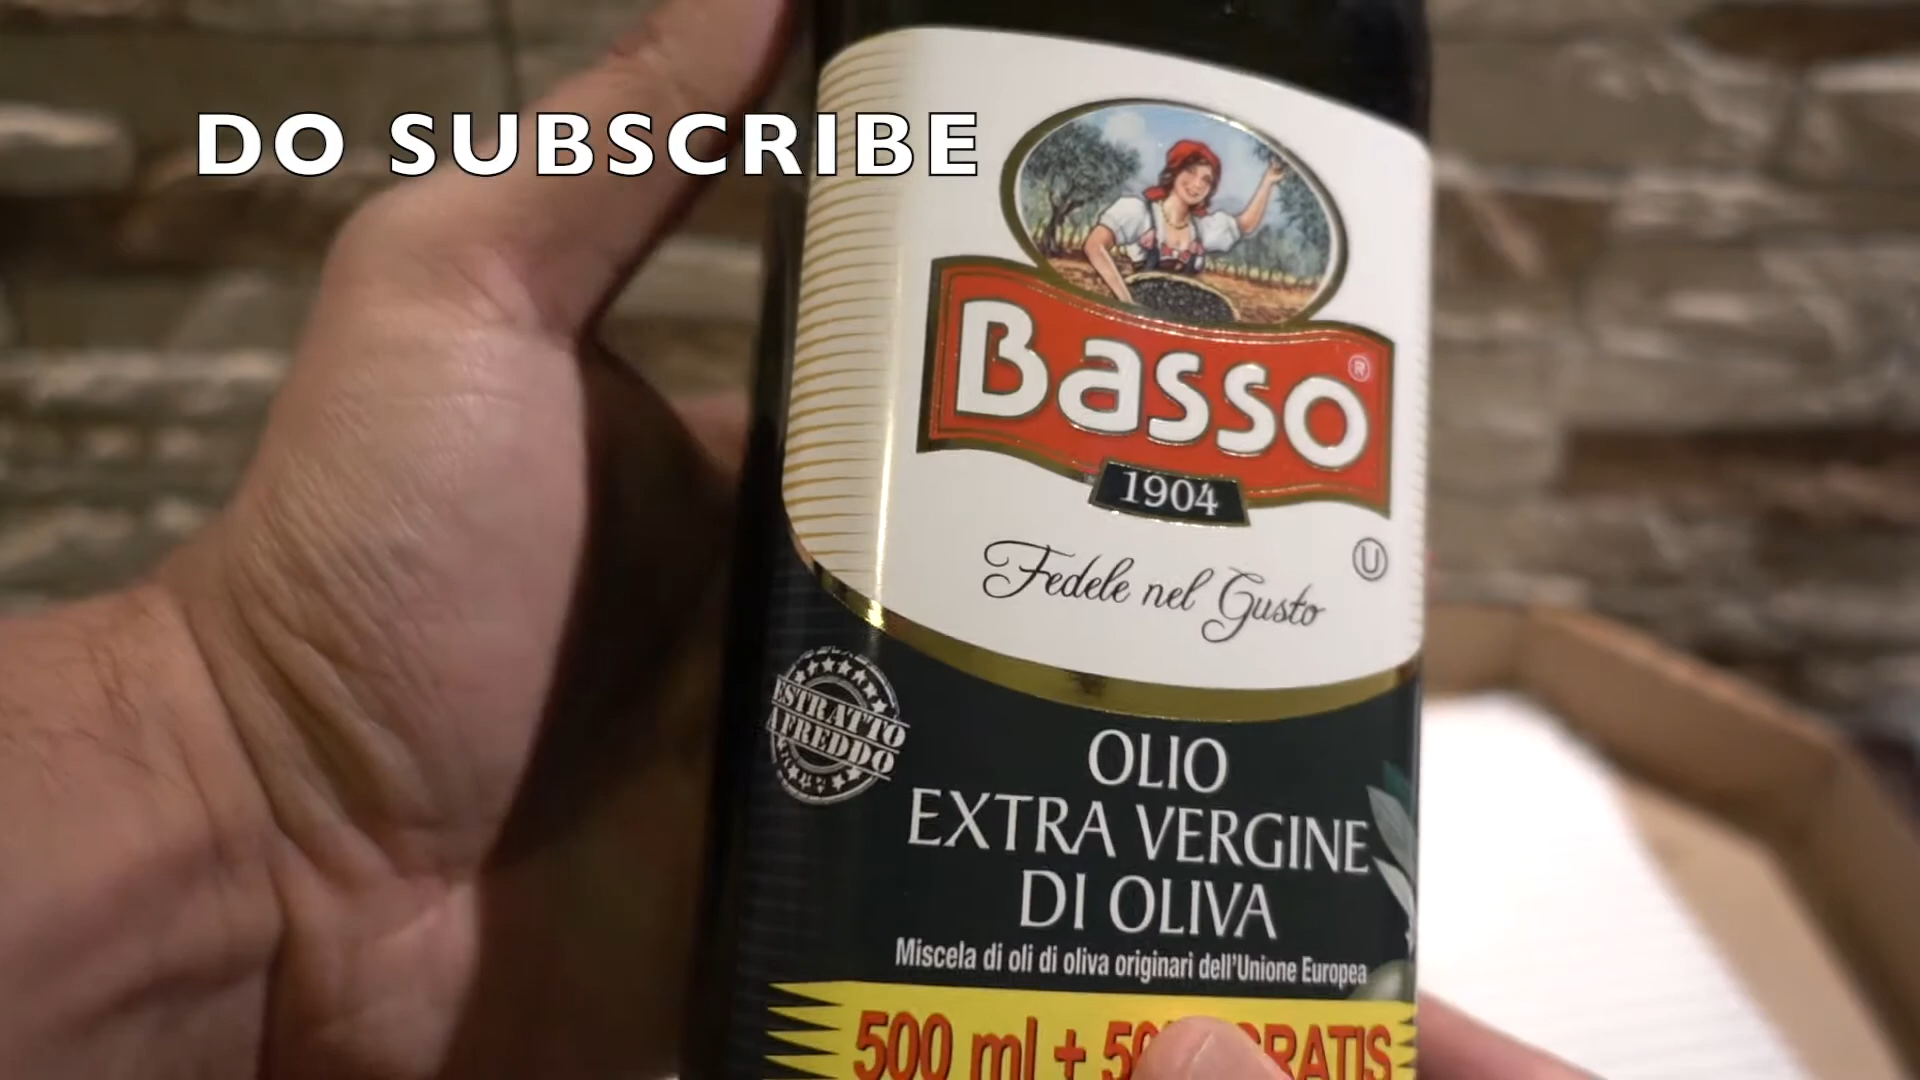 DO SUBSCRIBE
Basso®
1904
Fedele nel Gusto
U
ESTRATTO
A FREDDO
OLIO
EXTRA VERGINE
DI OLIVA
Miscela di oli di oliva originari dell'Unione Europea
500 ml + GRATIS